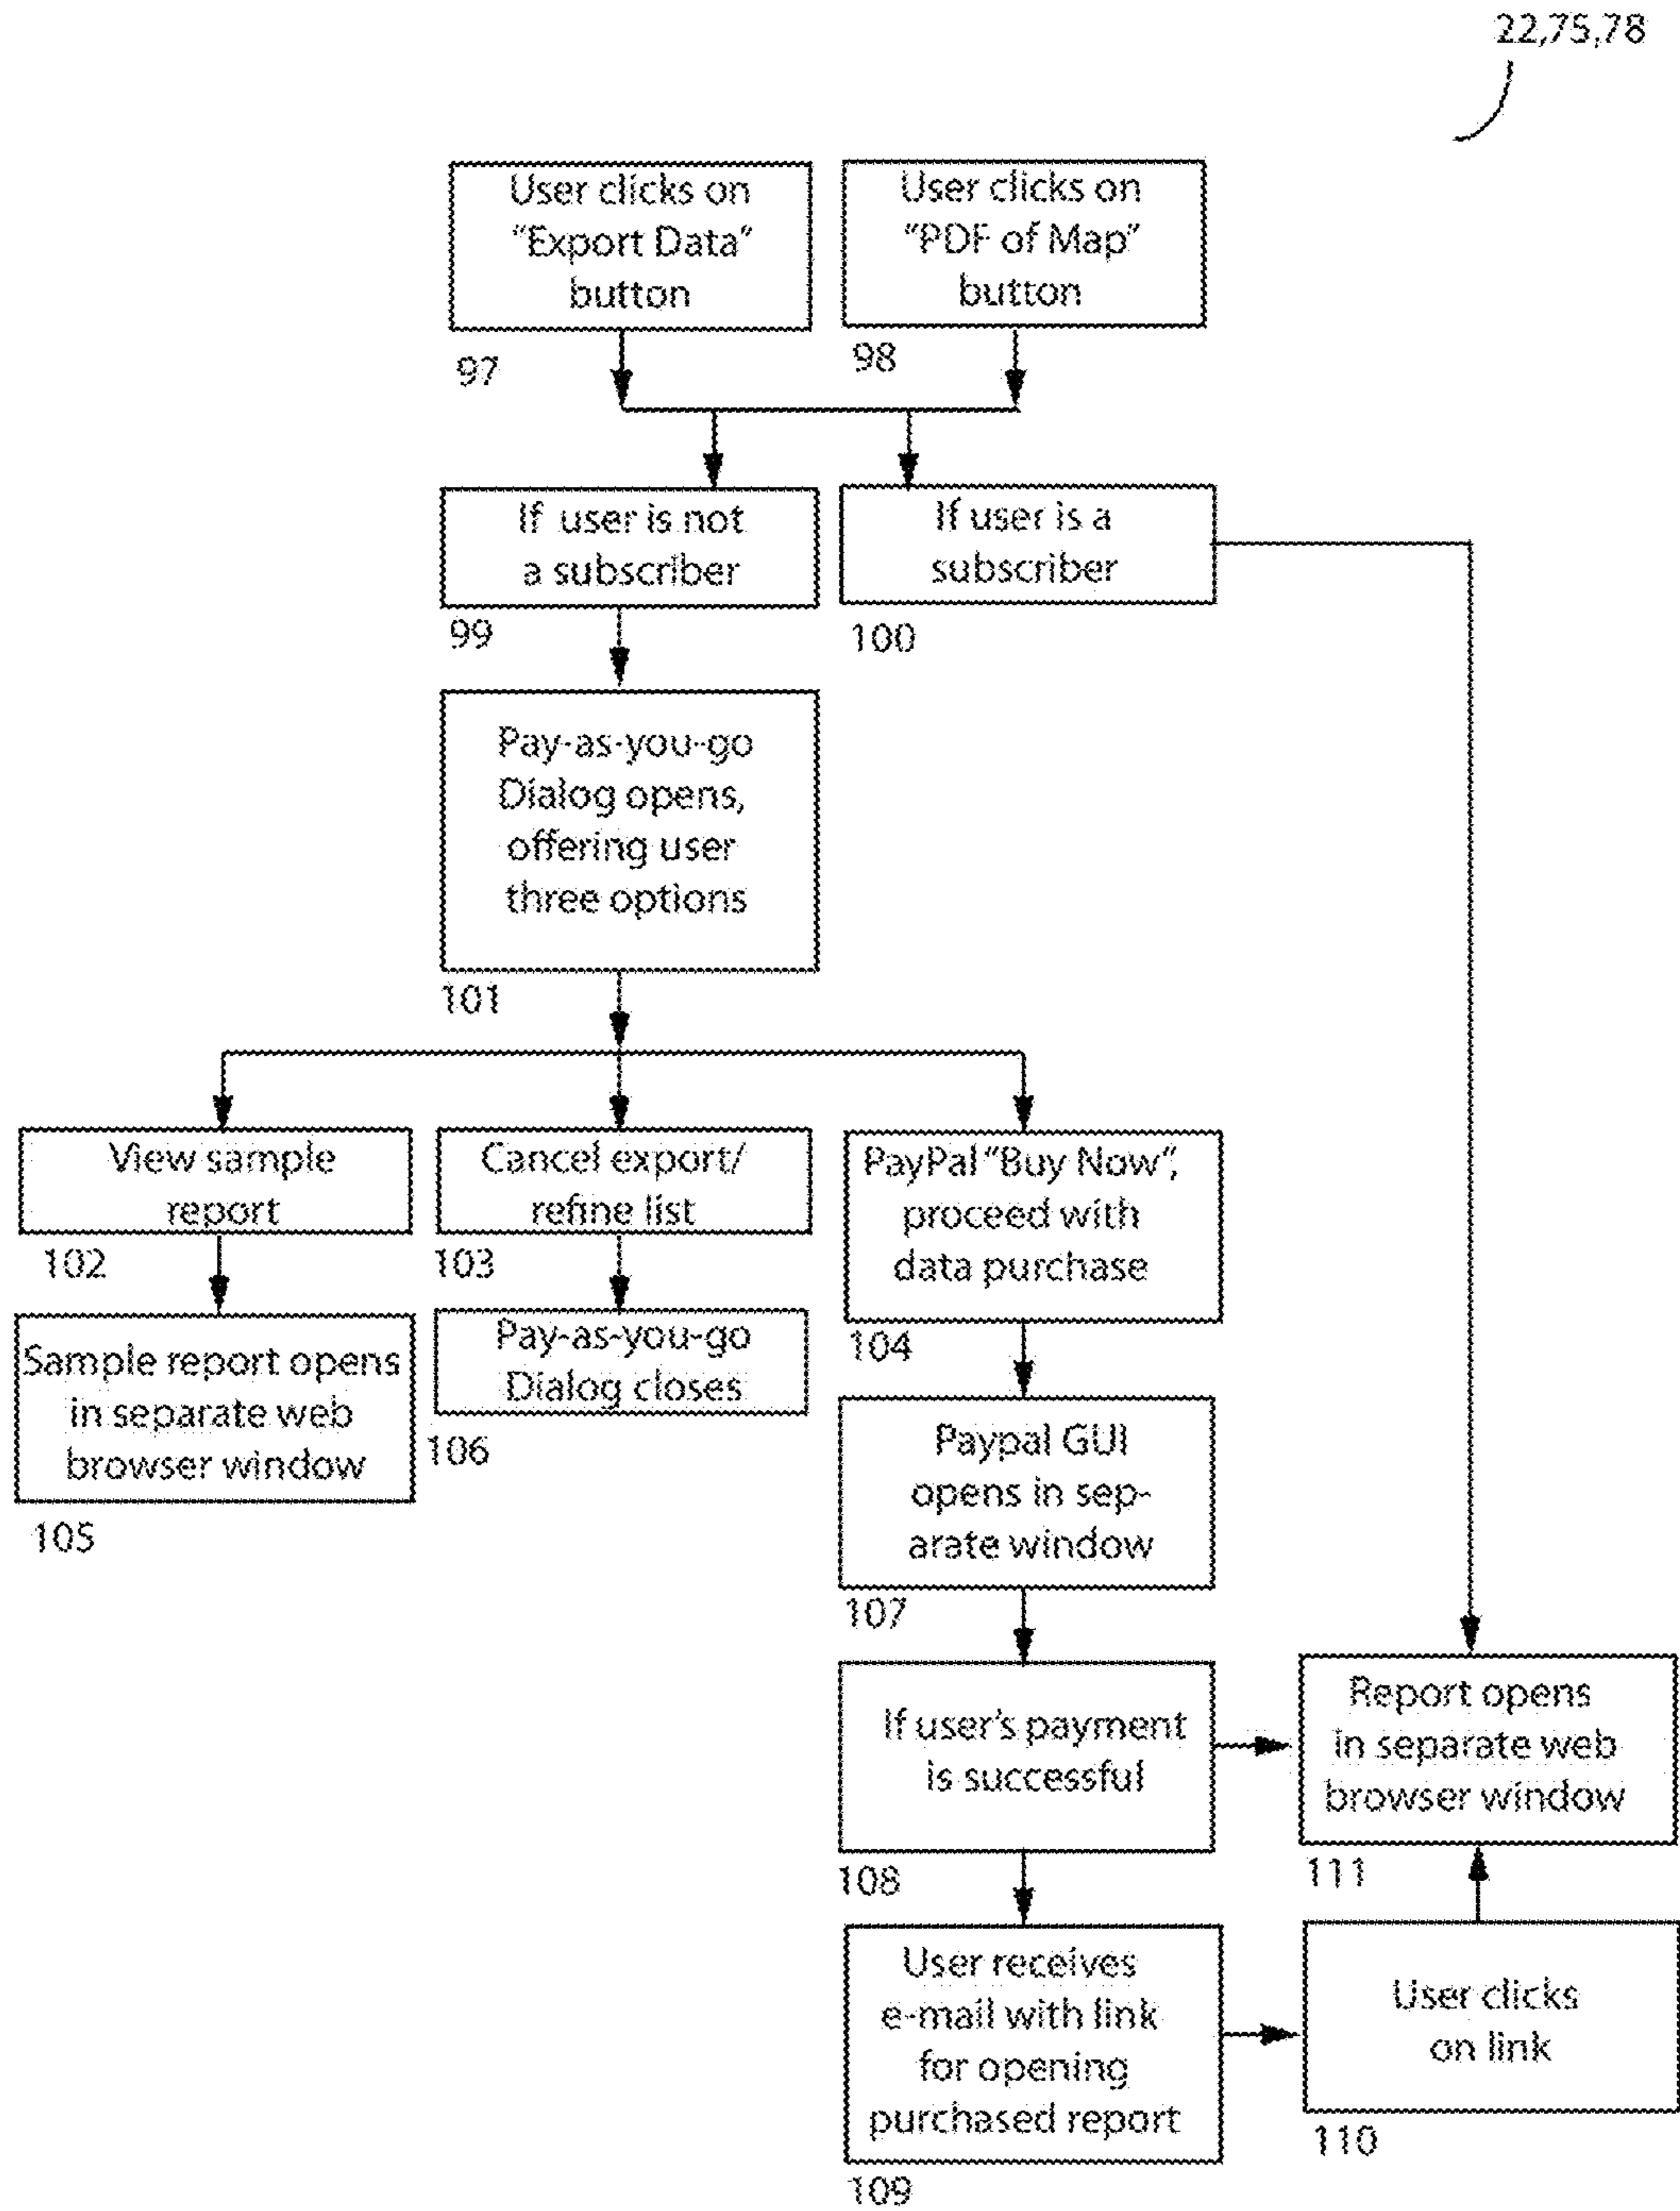 22,75,78
User clicks on
"Export Data"
button
97
User clicks on
"PDF of Map"
button
98
If user is not
a subscriber
99
If user is a
subscriber
100
Pay-as-you-go
Dialog opens,
offering user
three options
101
View sample
report
102
Cancel export/
refine list
103
PayPal "Buy Now",
proceed with
data purchase
104
Sample report opens
in separate web
browser window
105
Pay-as-you-go
Dialog closes
106
Paypal GUI
opens in sep-
arate window
107
If user's payment
is successful
108
Report opens
in separate web
browser window
111
User receives
e-mail with link
for opening
purchased report
109
User clicks
on link
110